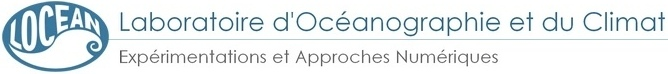 LOCEAN
Laboratoire d'Océanographie et du Climat
Expérimentations et Approches Numériques